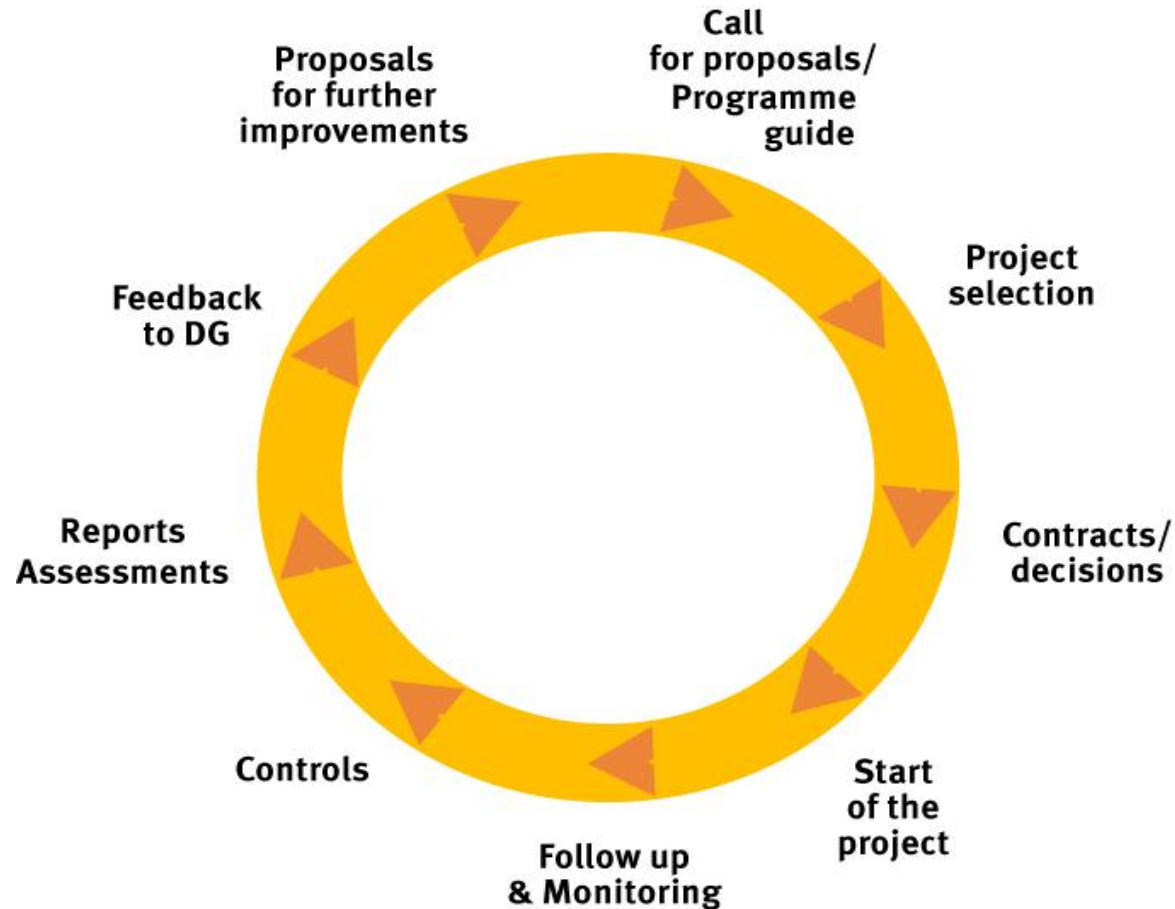 Call
for proposals/
Programme
guide
Project
selection
Contracts/
decisions
Start
of the
project
Follow up
& Monitoring
Controls
Reports
Assessments
Feedback
to DG
Proposals
for further
improvements